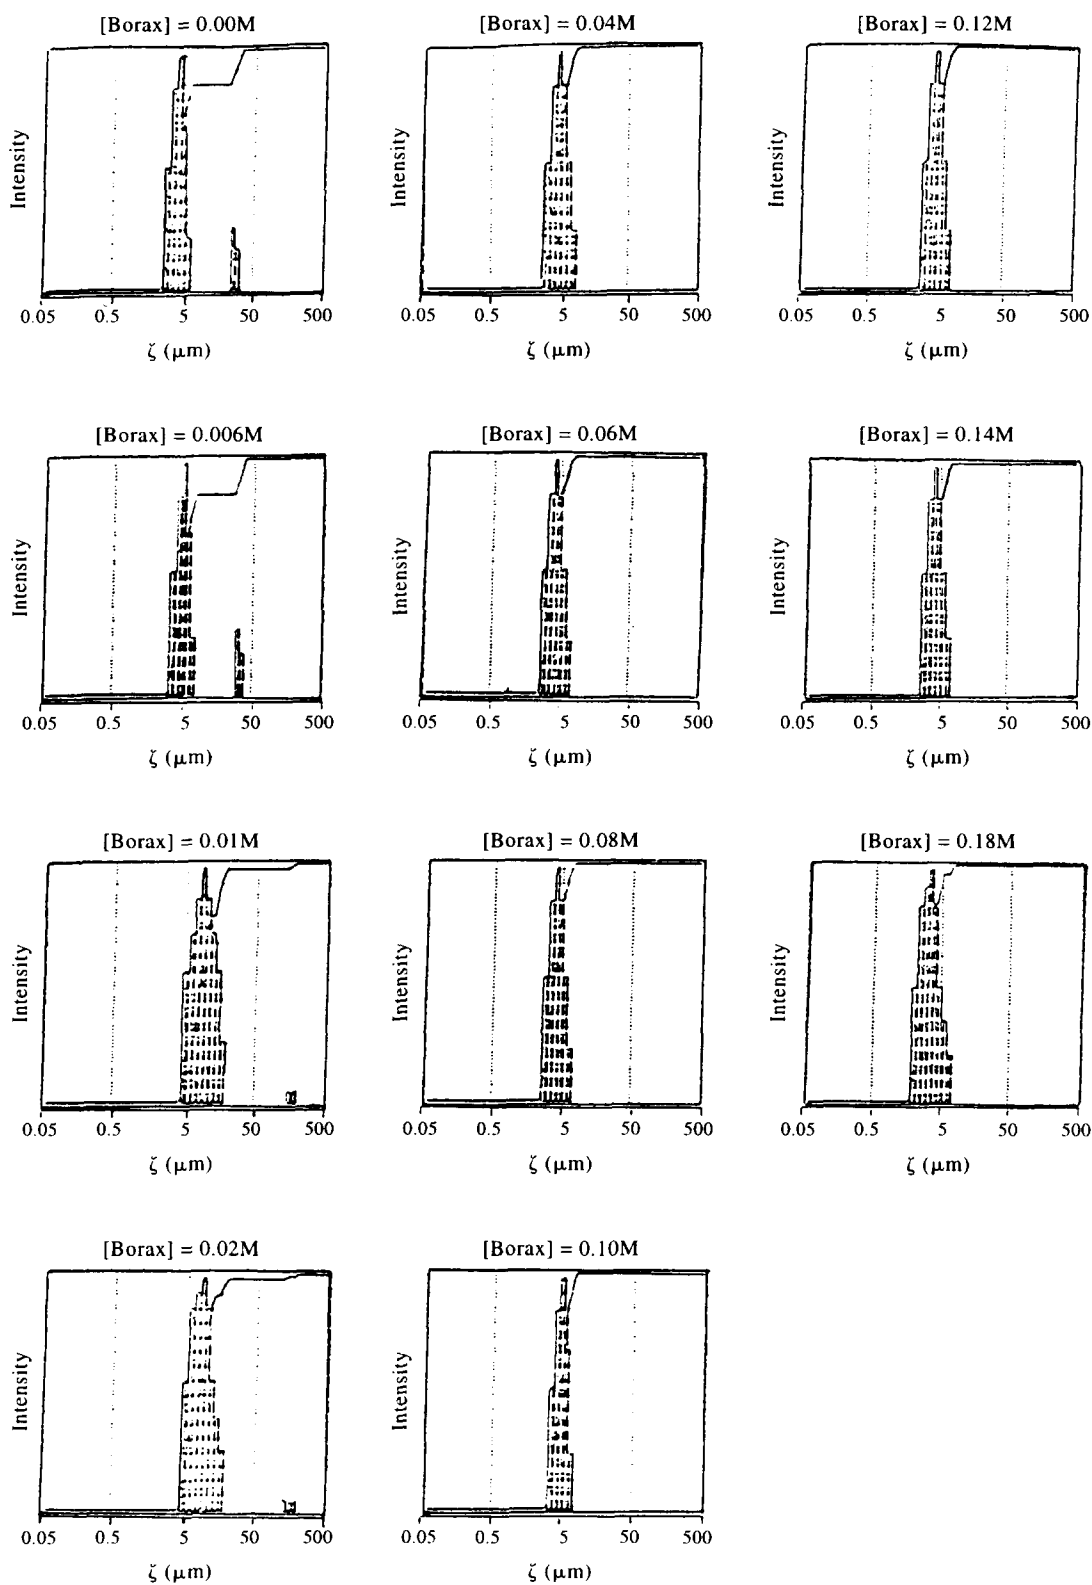 [Borax] = 0.00M
Intensity
0.05 0.5 5 50 500
ζ (μm)
[Borax] = 0.04M
Intensity
0.05 0.5 5 50 500
ζ (μm)
[Borax] = 0.12M
Intensity
0.05 0.5 5 50 500
ζ (μm)
[Borax] = 0.006M
Intensity
0.05 0.5 5 50 500
ζ (μm)
[Borax] = 0.06M
Intensity
0.05 0.5 5 50 500
ζ (μm)
[Borax] = 0.14M
Intensity
0.05 0.5 5 50 500
ζ (μm)
[Borax] = 0.01M
Intensity
0.05 0.5 5 50 500
ζ (μm)
[Borax] = 0.08M
Intensity
0.05 0.5 5 50 500
ζ (μm)
[Borax] = 0.18M
Intensity
0.05 0.5 5 50 500
ζ (μm)
[Borax] = 0.02M
Intensity
0.05 0.5 5 50 500
ζ (μm)
[Borax] = 0.10M
Intensity
0.05 0.5 5 50 500
ζ (μm)